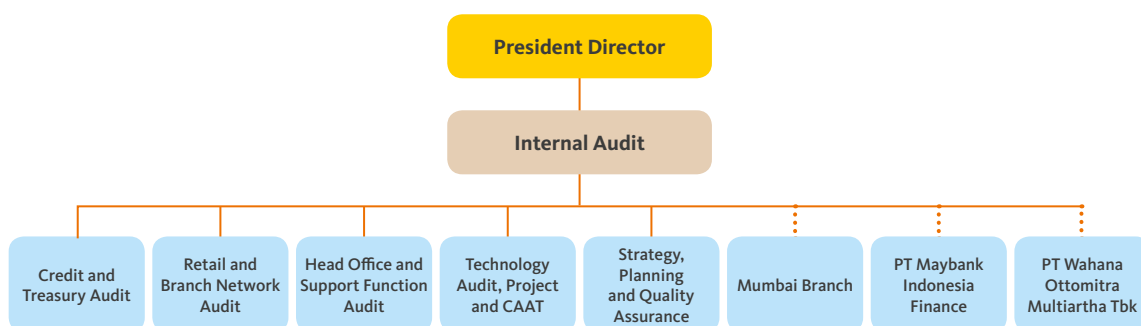 President Director
Internal Audit
Credit and
Treasury Audit
Retail and
Branch Network
Audit
Head Office and
Support Function
Audit
Technology
Audit, Project
and CAAT
Strategy,
Planning
and Quality
Assurance
Mumbai Branch
PT Maybank
Indonesia
Finance
PT Wahana
Ottomitra
Multiartha Tbk